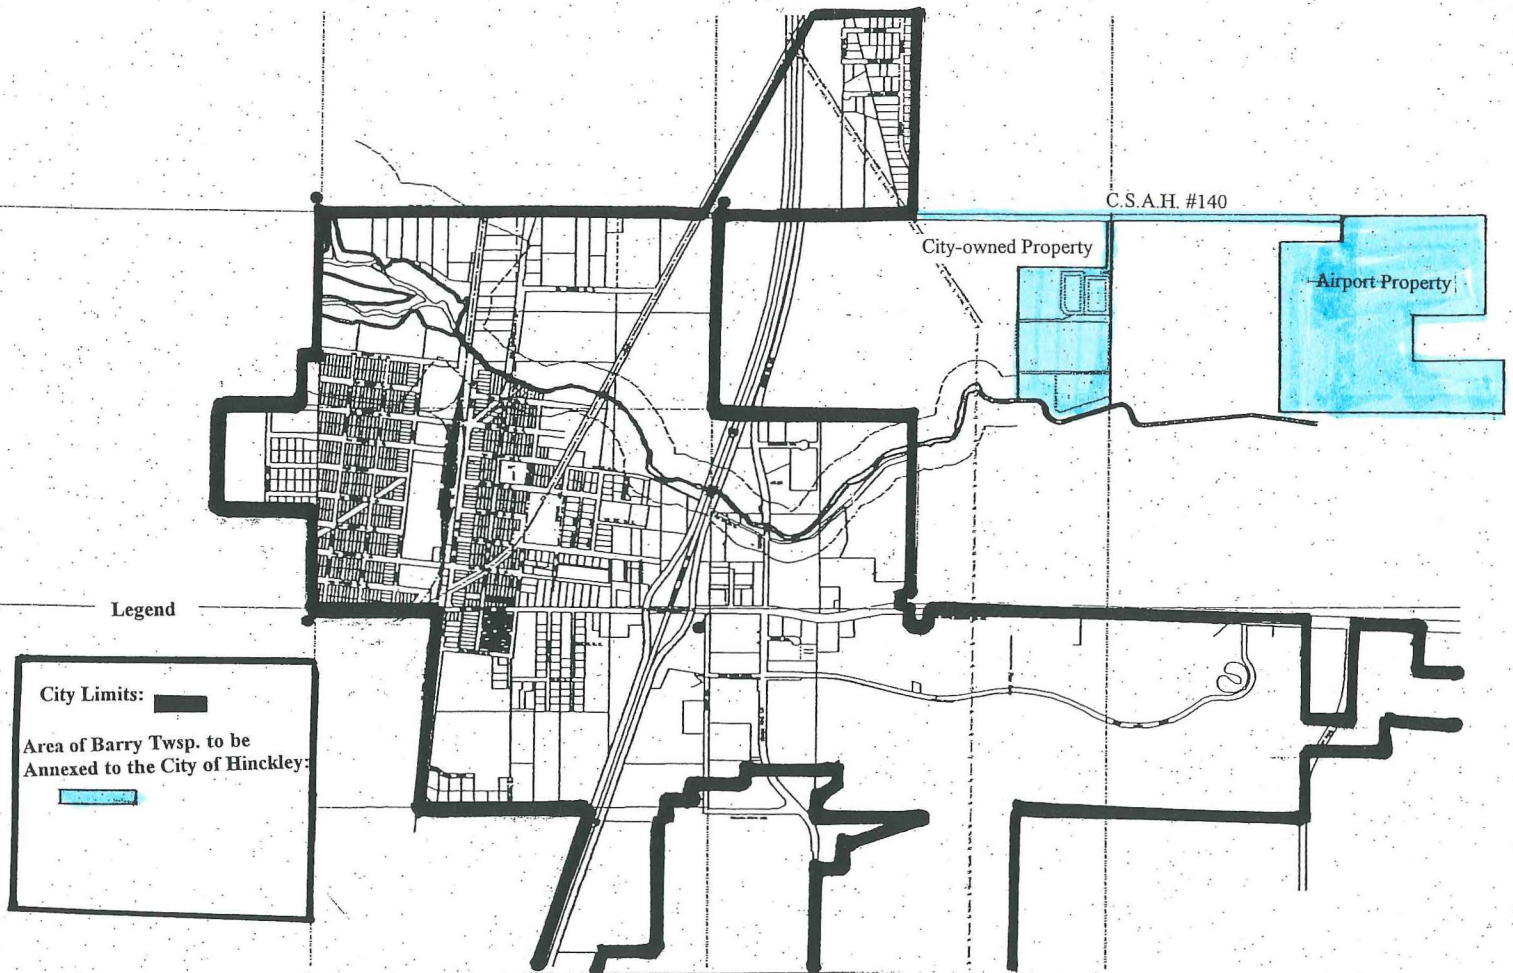 C.S.A.H. #140
City-owned Property
Airport Property
Legend
City Limits:
Area of Barry Twsp. to be
Annexed to the City of Hinckley: